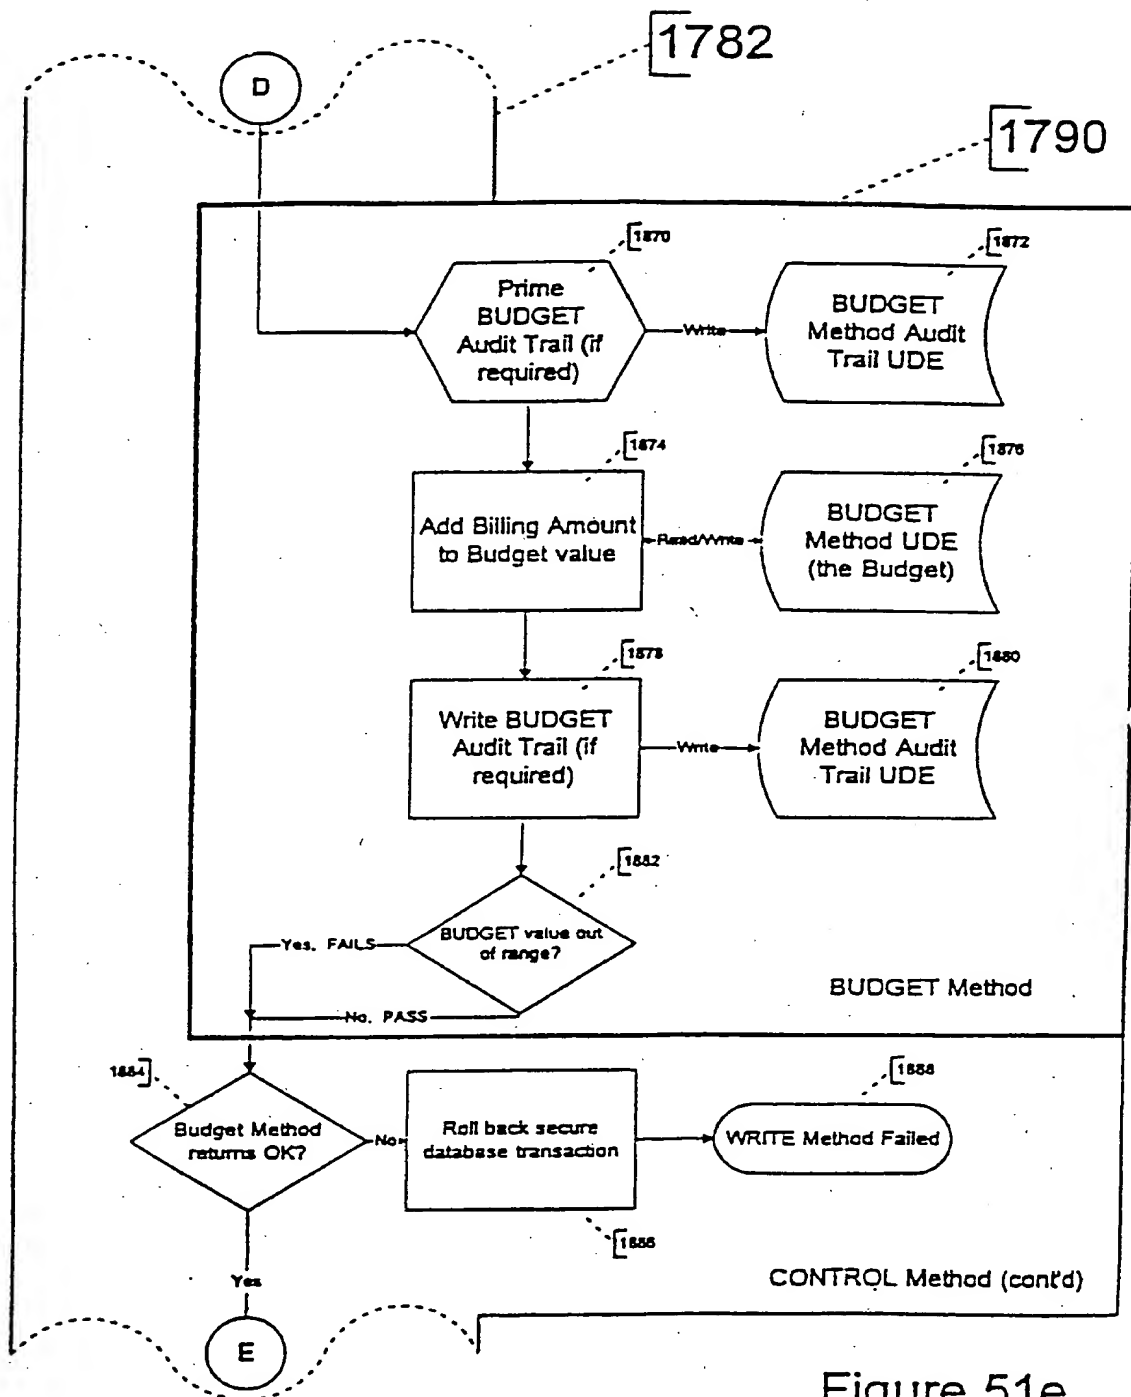 1782
D
1790
1870
1872
Prime
BUDGET
Audit Trail (if
required)
Write
BUDGET
Method Audit
Trail UDE
1874
1876
Add Billing Amount
to Budget value
Read/Write
BUDGET
Method UDE
(the Budget)
1878
1880
Write BUDGET
Audit Trail (if
required)
Write
BUDGET
Method Audit
Trail UDE
1882
BUDGET value out
of range?
Yes, FAILS
No, PASS
BUDGET Method
1884
1888
Budget Method
returns OK?
No
Roll back secure
database transaction
WRITE Method Failed
1886
Yes
CONTROL Method (cont'd)
E
Figure 51e